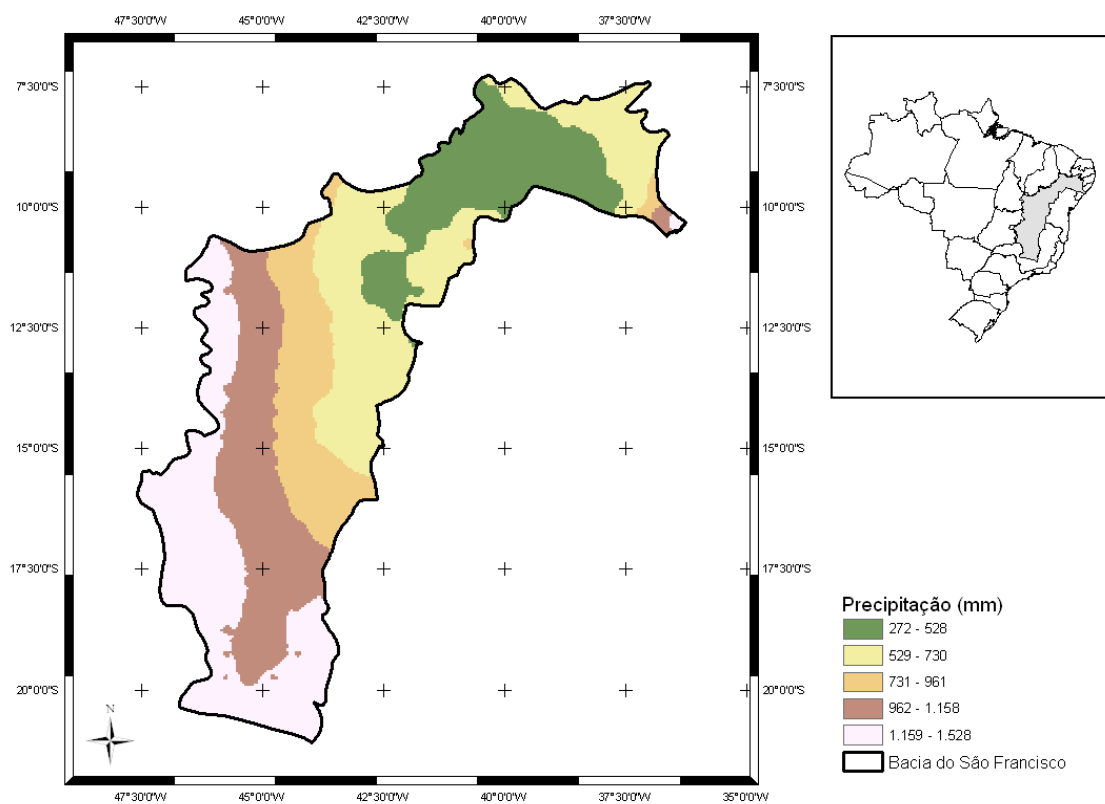 47°30'0"W 45°0'0"W 42°30'0"W 40°0'0"W 37°30'0"W
7°30'0"S 7°30'0"S
10°0'0"S 10°0'0"S
12°30'0"S 12°30'0"S
15°0'0"S 15°0'0"S
17°30'0"S 17°30'0"S
20°0'0"S 20°0'0"S
N
47°30'0"W 45°0'0"W 42°30'0"W 40°0'0"W 37°30'0"W 35°0'0"W
Precipitação (mm)
272 - 528
529 - 730
731 - 961
962 - 1.158
1.159 - 1.528
Bacia do São Francisco